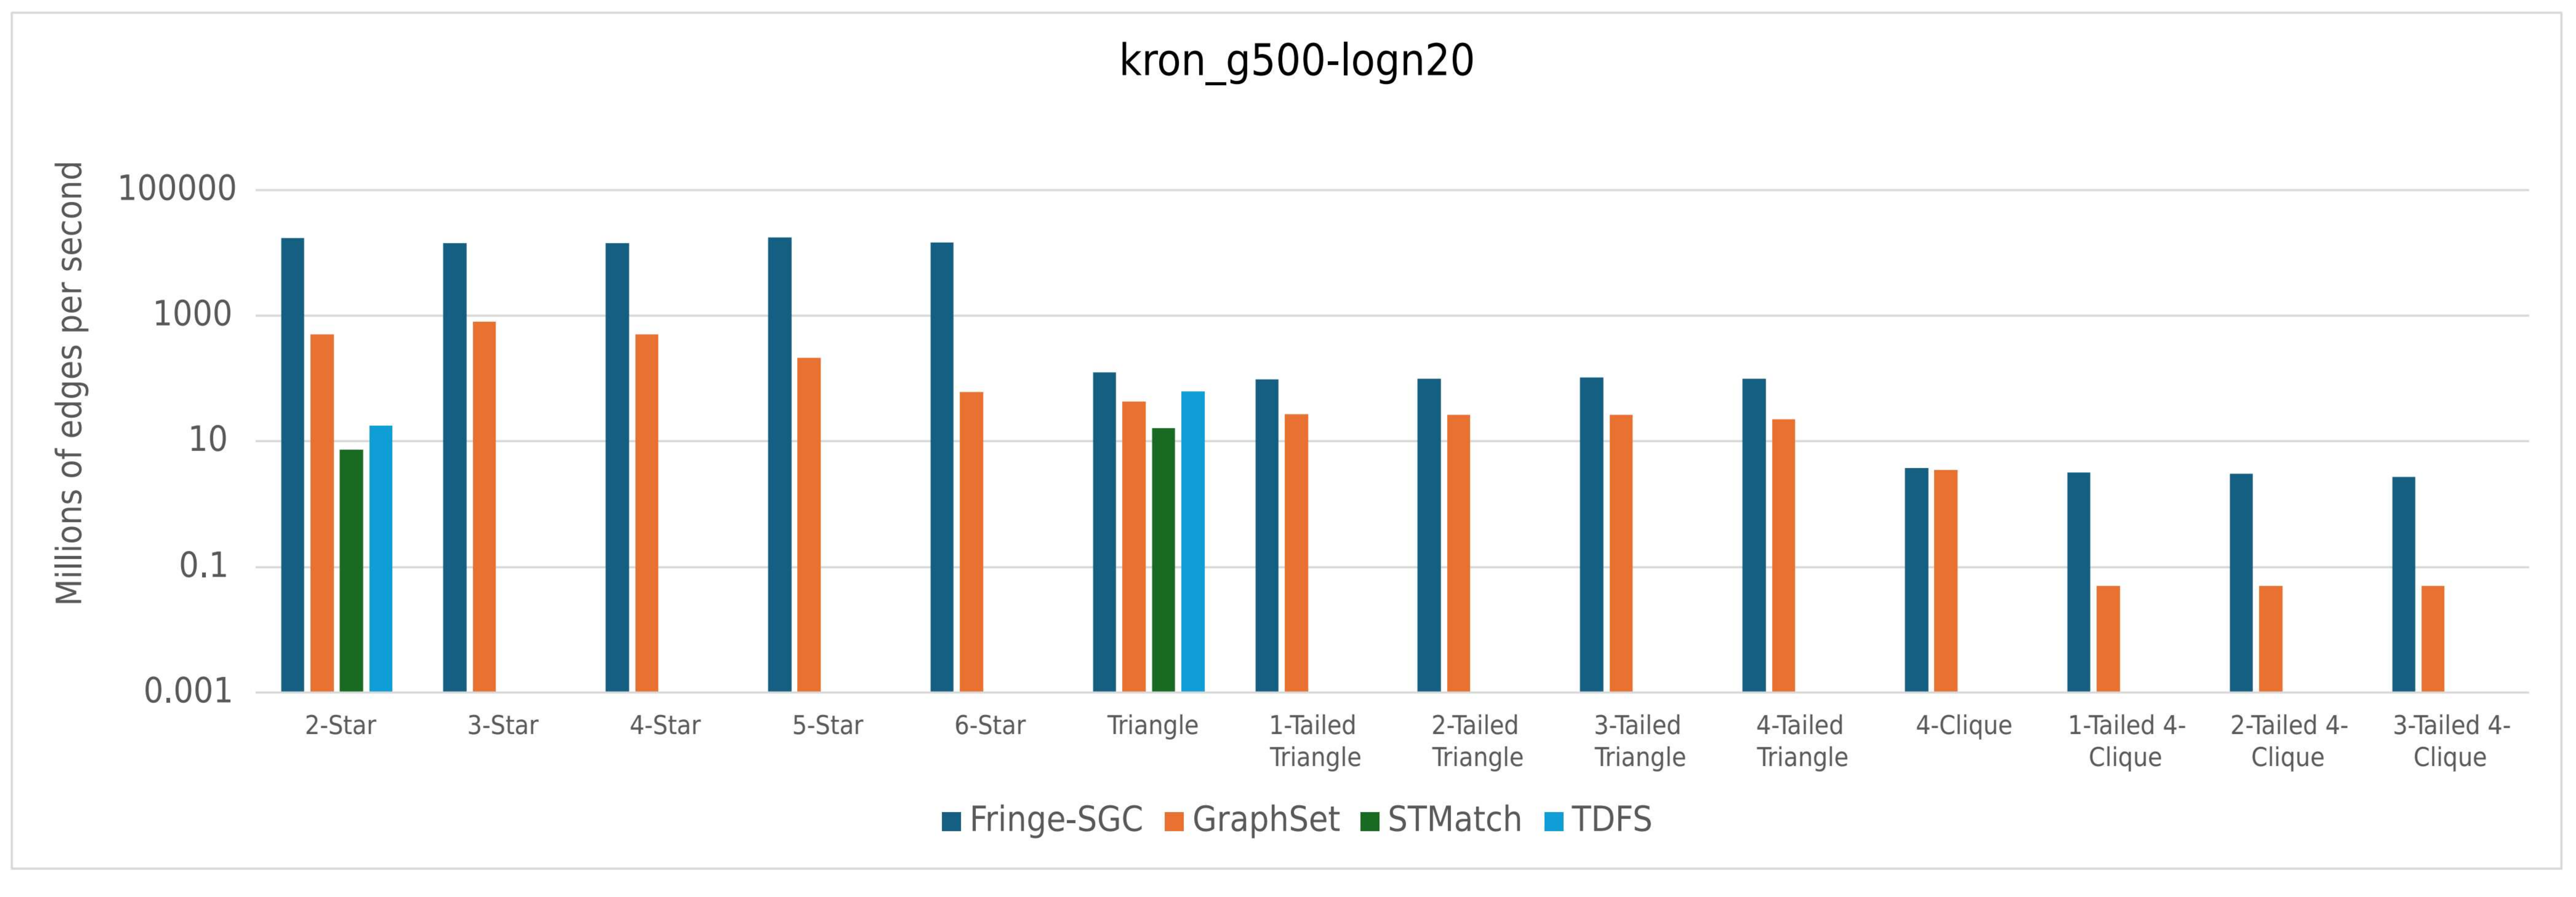 kron_g500-logn20
Millions of edges per second
100000
1000
10
0.1
0.001
2-Star
3-Star
4-Star
5-Star
6-Star
Triangle
1-Tailed
Triangle
2-Tailed
Triangle
3-Tailed
Triangle
4-Tailed
Triangle
4-Clique
1-Tailed 4-
Clique
2-Tailed 4-
Clique
3-Tailed 4-
Clique
Fringe-SGC GraphSet STMatch TDFS